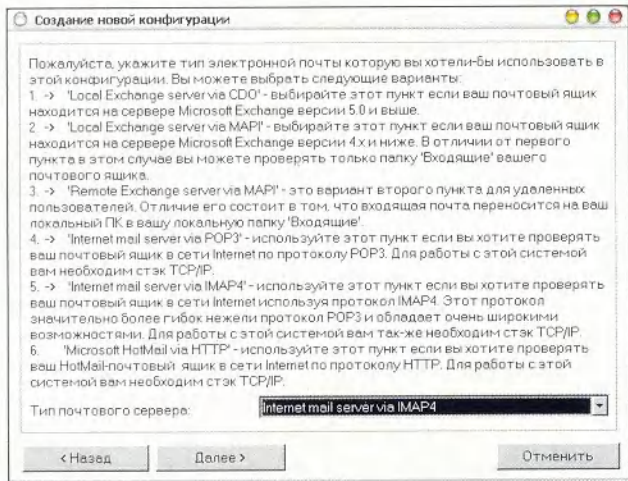 Создание новой конфигурации
Пожалуйста, укажите тип электронной почты которую вы хотели-бы использовать в
этой конфигурации. Вы можете выбрать следующие варианты:
1. -> 'Local Exchange server via CDO' - выбирайте этот пункт если ваш почтовый ящик
находится на сервере Microsoft Exchange версии 5.0 и выше.
2 -> 'Local Exchange server via MAPI' - выбирайте этот пункт если ваш почтовый ящик
находится на сервере Microsoft Exchange версии 4.x и ниже. В отличии от первого
пункта в этом случае вы можете проверять только папку 'Входящие' вашего
почтового ящика.
3. -> 'Remote Exchange server via MAPI' - это вариант второго пункта для удаленных
пользователей. Отличие его состоит в том, что входящая почта переносится на ваш
локальный ПК в вашу локальную папку 'Входящие'.
4. -> 'Internet mail server via POP3' - используйте этот пункт если вы хотите проверять
ваш почтовый ящик в сети Internet по протоколу POP3. Для работы с этой системой
вам необходим стэк TCP/IP.
5. -> 'Internet mail server via IMAP4' - используйте этот пункт если вы хотите проверять
ваш почтовый ящик в сети Internet используя протокол IMAP4. Этот протокол
значительно более гибок нежели протокол POP3 и обладает очень широкими
возможностями. Для работы с этой системой вам так-же необходим стэк TCP/IP.
6. 'Microsoft HotMail via HTTP' - используйте этот пункт если вы хотите проверять
ваш HotMail-почтовый ящик в сети Internet по протоколу HTTP. Для работы с этой
системой вам необходим стэк TCP/IP.
Тип почтового сервера: Internet mail server via IMAP4
< Назад Далее > Отменить